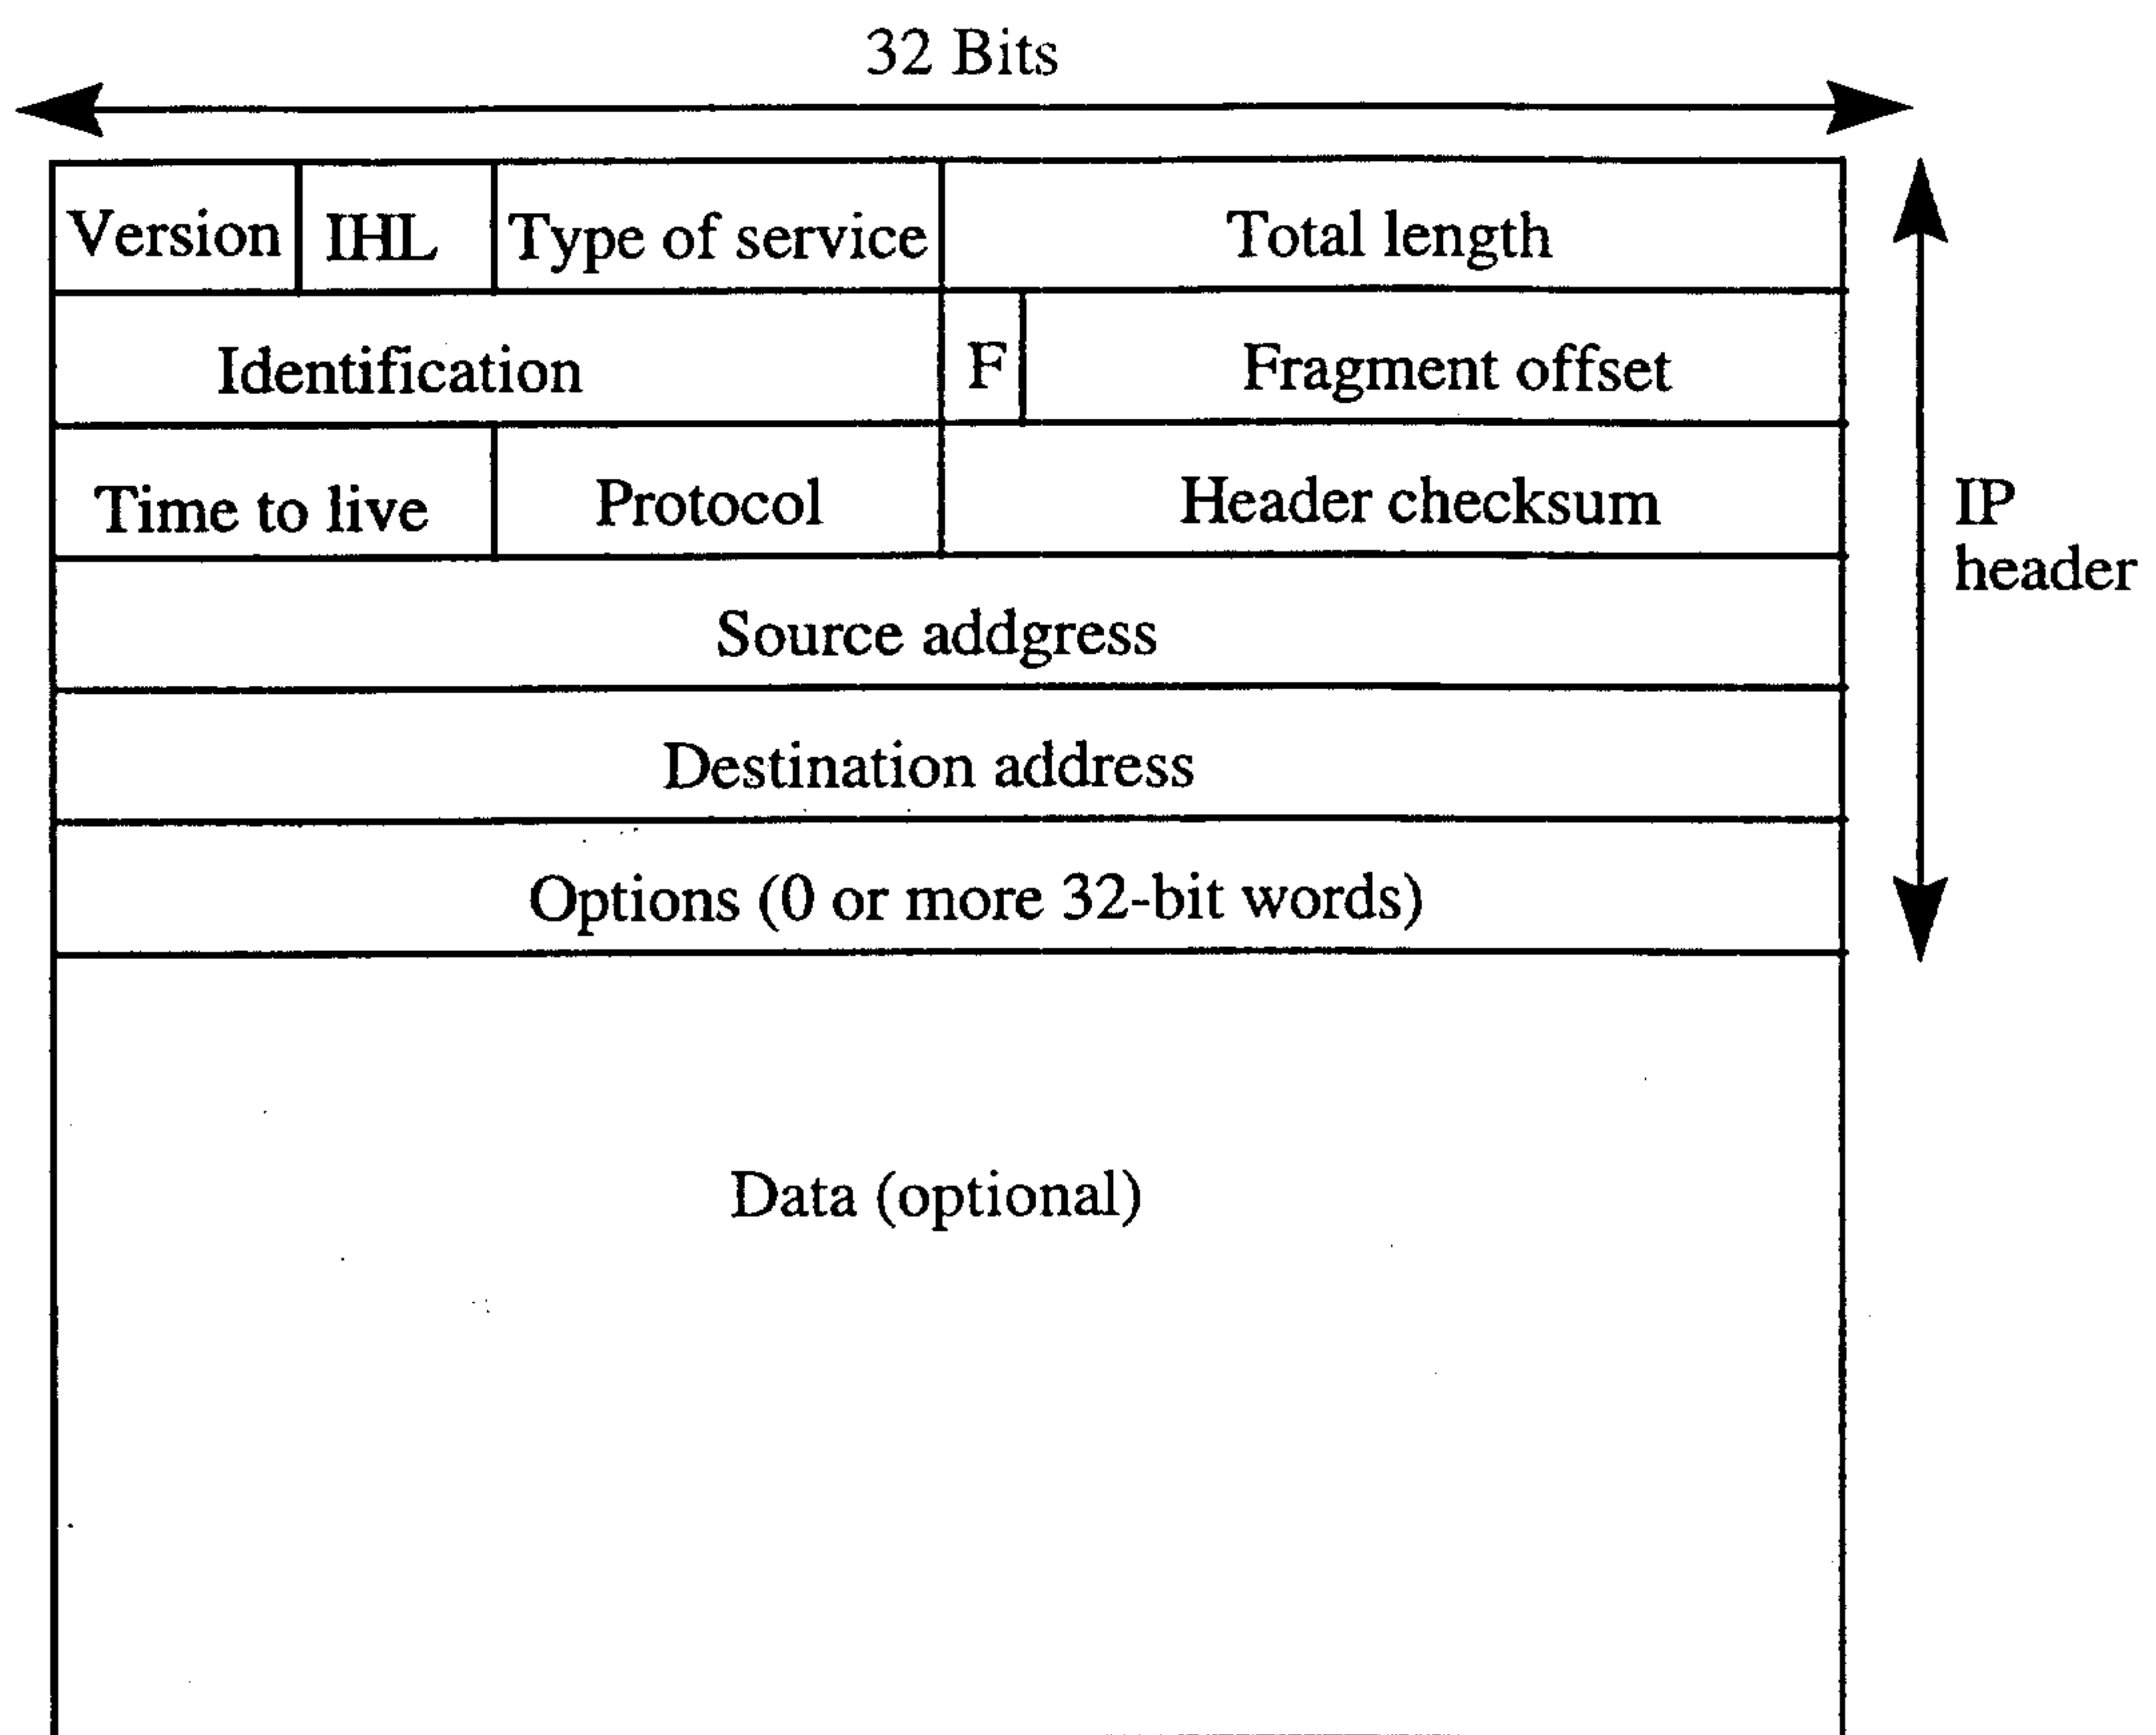 32 Bits
Version IHL Type of service Total length
Identification F Fragment offset
Time to live Protocol Header checksum
IP
header
Source addgress
Destination address
Options (0 or more 32-bit words)
Data (optional)